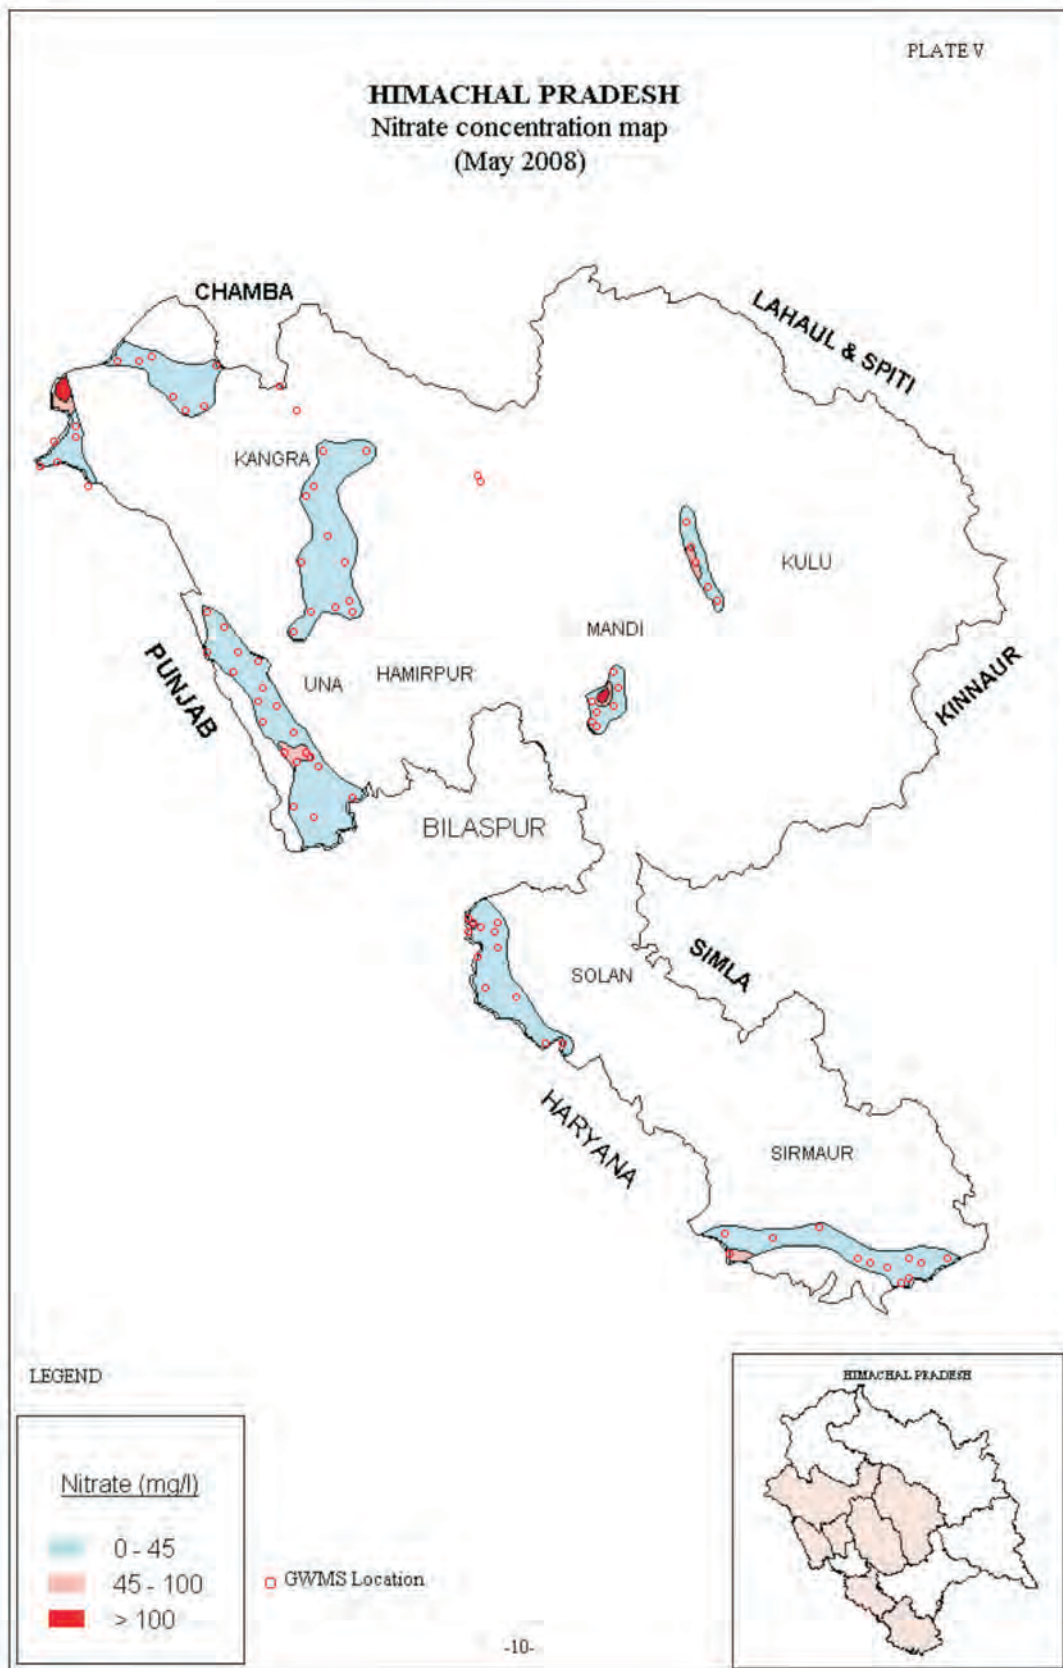 PLATE V
HIMACHAL PRADESH
Nitrate concentration map
(May 2008)
CHAMBA
LAHAUL & SPITI
KANGRA
KULU
MANDI
PUNJAB
UNA
HAMIRPUR
KINNAUR
BILASPUR
SIMLA
SOLAN
HARYANA
SIRMAUR
LEGEND
Nitrate (mg/l)
0 - 45
45 - 100
> 100
GWMS Location
HIMACHAL PRADESH
-10-